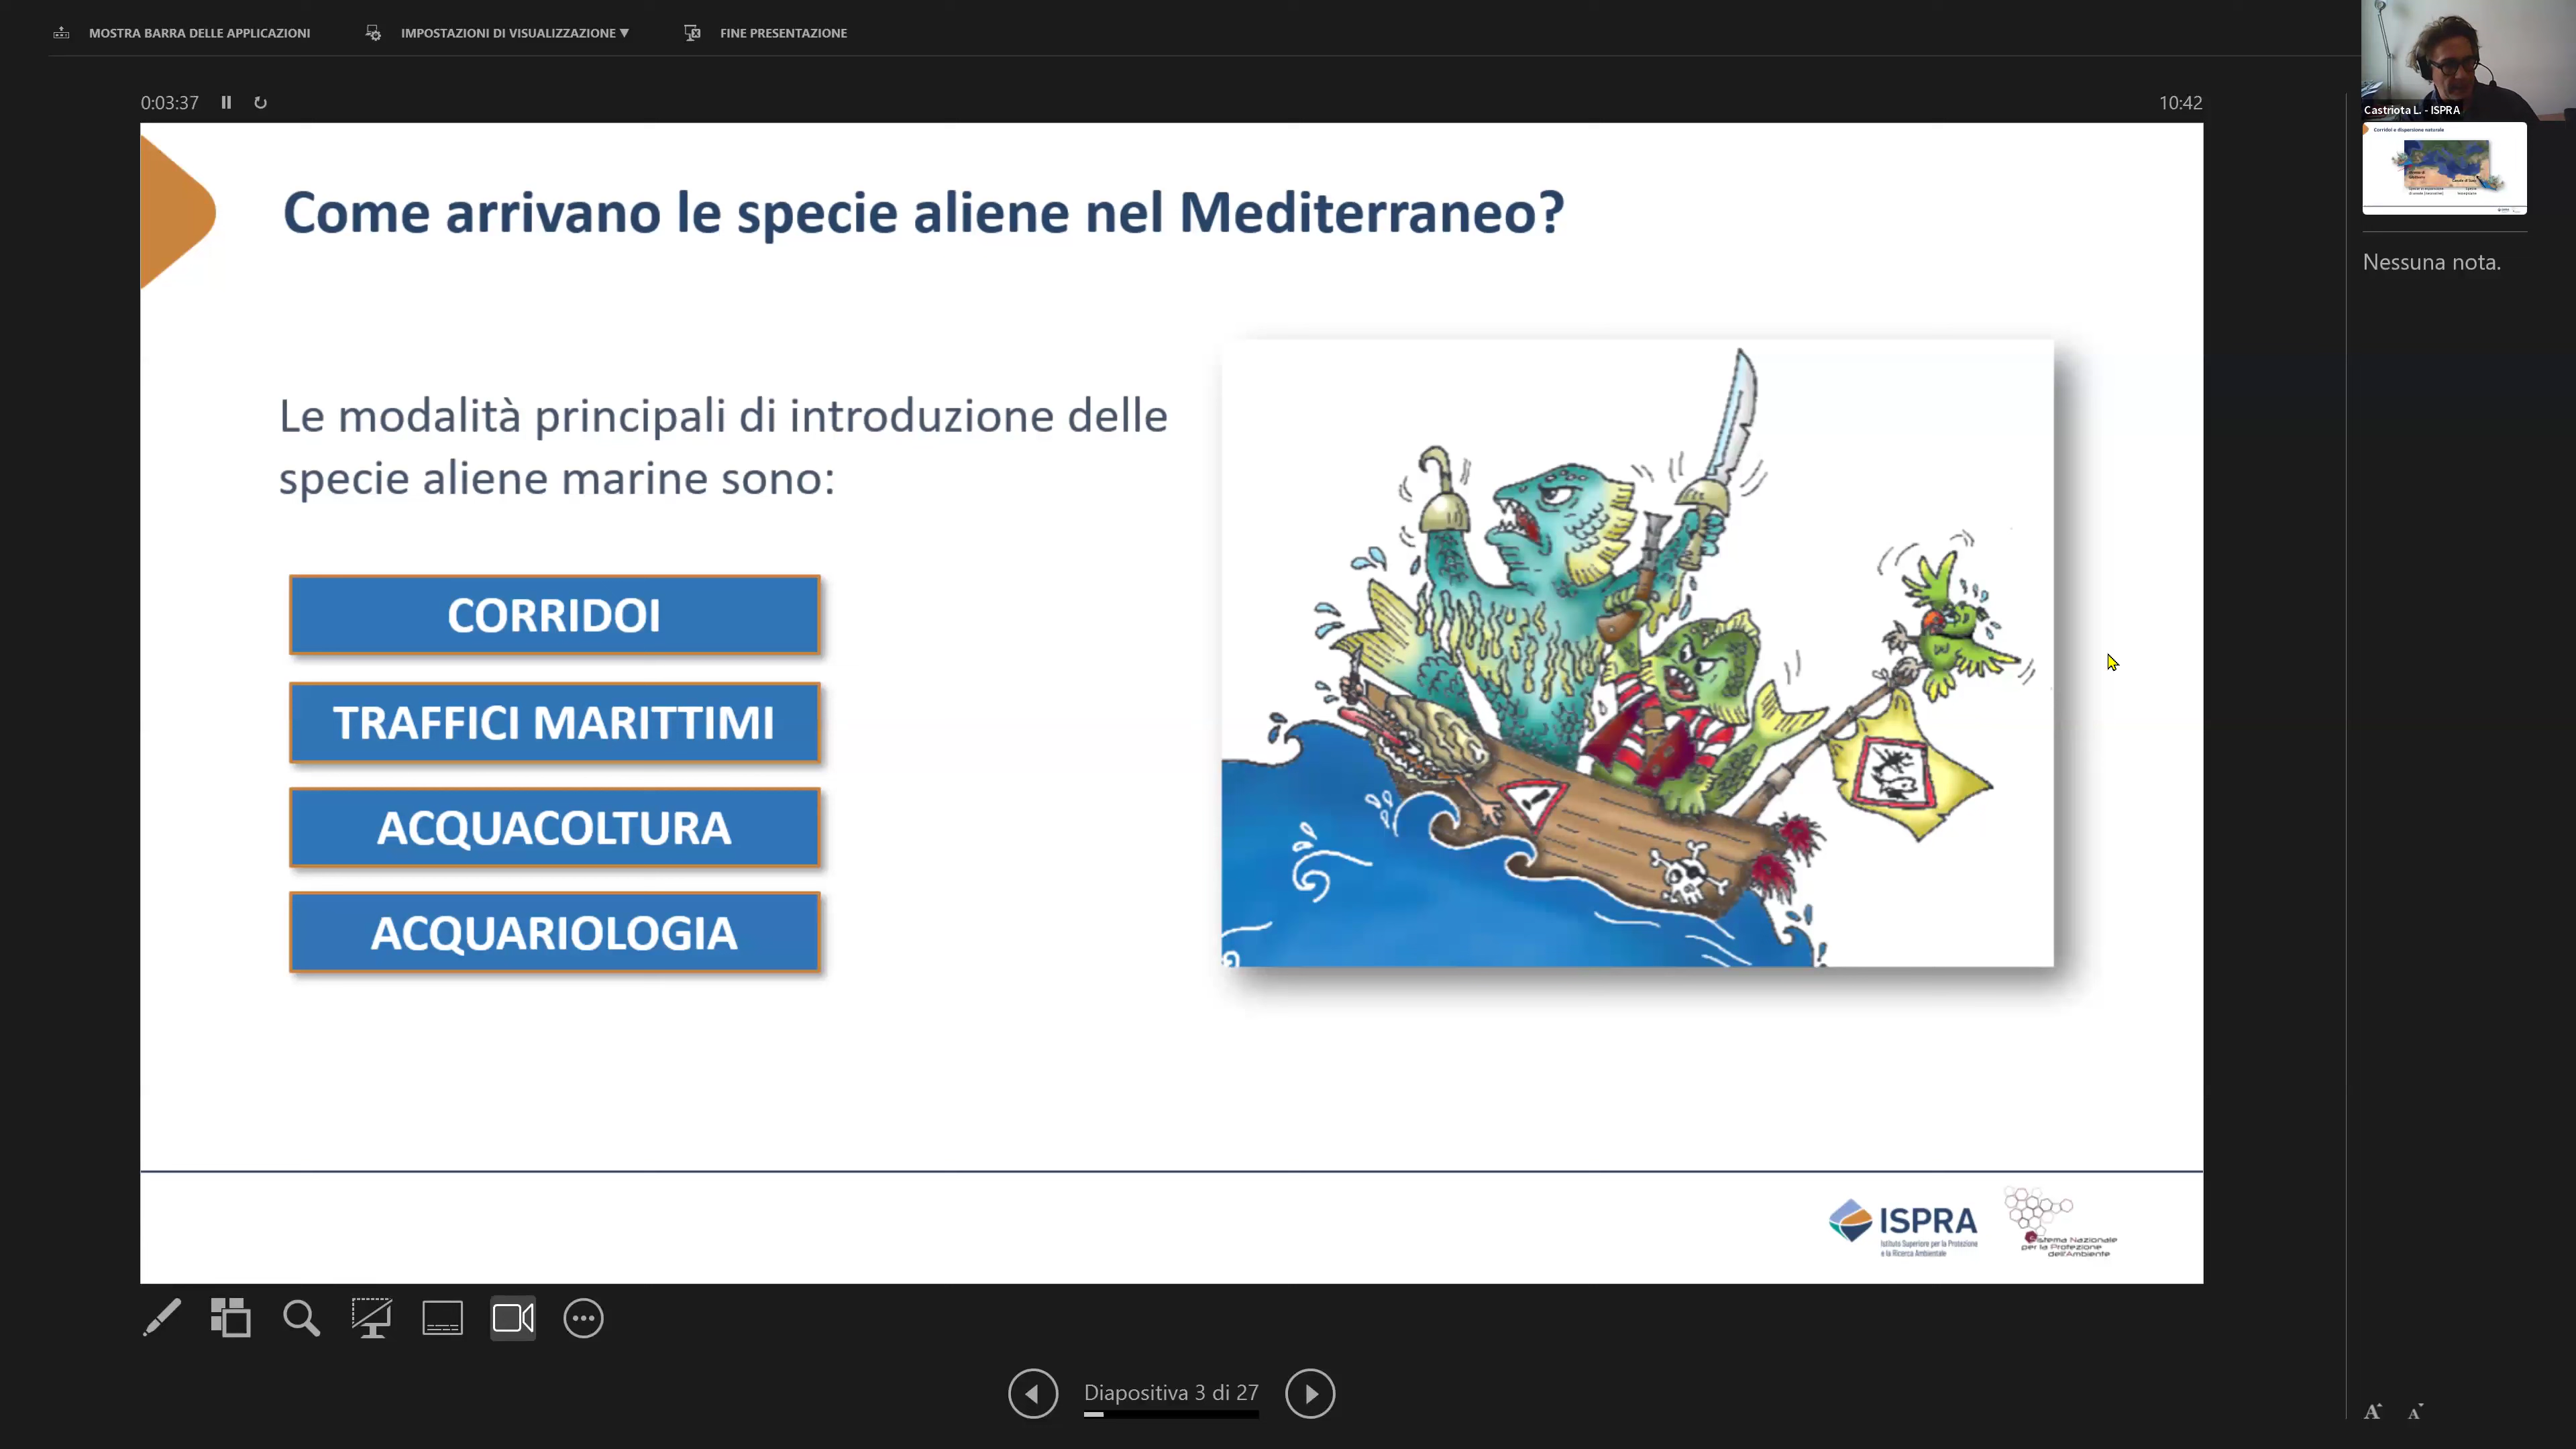 MOSTRA BARRA DELLE APPLICAZIONI
IMPOSTAZIONI DI VISUALIZZAZIONE ▼
FINE PRESENTAZIONE
0:03:37
10:42
Come arrivano le specie aliene nel Mediterraneo?
Le modalità principali di introduzione delle
specie aliene marine sono:
CORRIDOI
TRAFFICI MARITTIMI
ACQUACOLTURA
ACQUARIOLOGIA
ISPRA
Istituto Superiore per la Protezione
e la Ricerca Ambientale
Sistema Nazionale
per la Protezione
dell'Ambiente
Diapositiva 3 di 27
Castriota L. - ISPRA
Corridoi e dispersione naturale
Nessuna nota.
A A